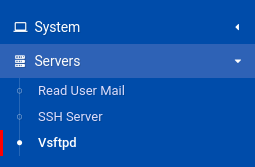 System
Servers
Read User Mail
SSH Server
Vsftpd